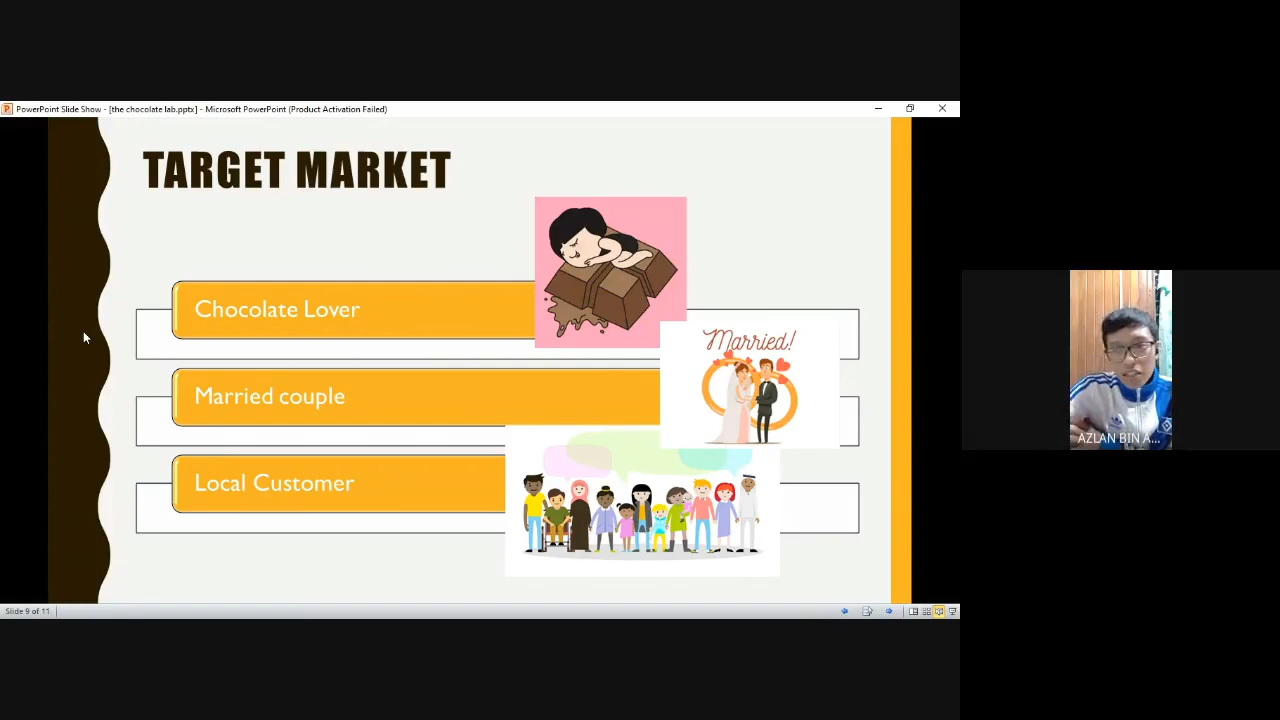 PowerPoint Slide Show - [the chocolate lab.pptx] - Microsoft PowerPoint (Product Activation Failed)
TARGET MARKET
Chocolate Lover
Married!
Married couple
Local Customer
AZLAN BIN A...
Slide 9 of 11